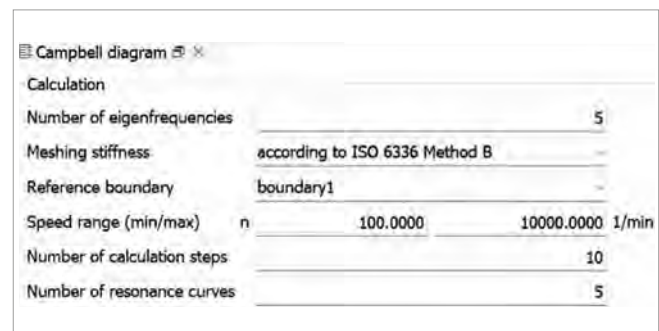 Campbell diagram
Calculation
Number of eigenfrequencies 5
Meshing stiffness according to ISO 6336 Method B
Reference boundary boundary1
Speed range (min/max) n 100.0000 10000.0000 1/min
Number of calculation steps 10
Number of resonance curves 5